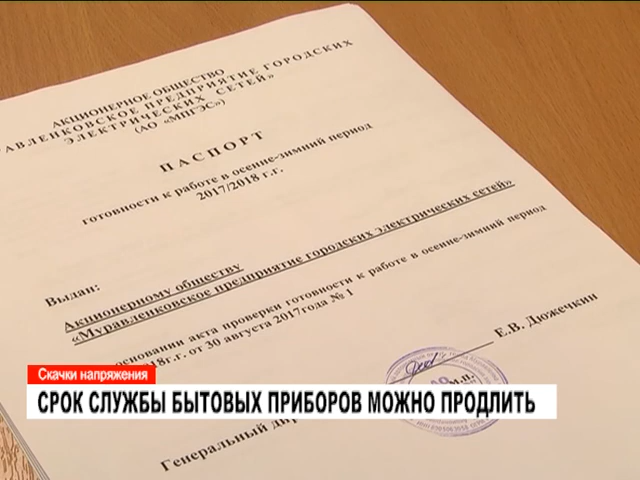 АКЦИОНЕРНОЕ ОБЩЕСТВО
АВЛЕНКОВСКОЕ ПРЕДПРИЯТИЕ ГОРОДСКИХ
ЭЛЕКТРИЧЕСКИХ СЕТЕЙ»
(АО «МПГЭС»)
ПАСПОРТ
готовности к работе в осенне-зимний период
2017/2018 г.г.
Выдан:
Акционерному обществу
«Муравленковское предприятие городских электрических сетей»
основании акта проверки готовности к работе в осенне-зимний период
2018г.г. от 30 августа 2017года № 1
Е.В. Дюжечкин
М.П.
Генеральный дир
Скачки напряжения
СРОК СЛУЖБЫ БЫТОВЫХ ПРИБОРОВ МОЖНО ПРОДЛИТЬ